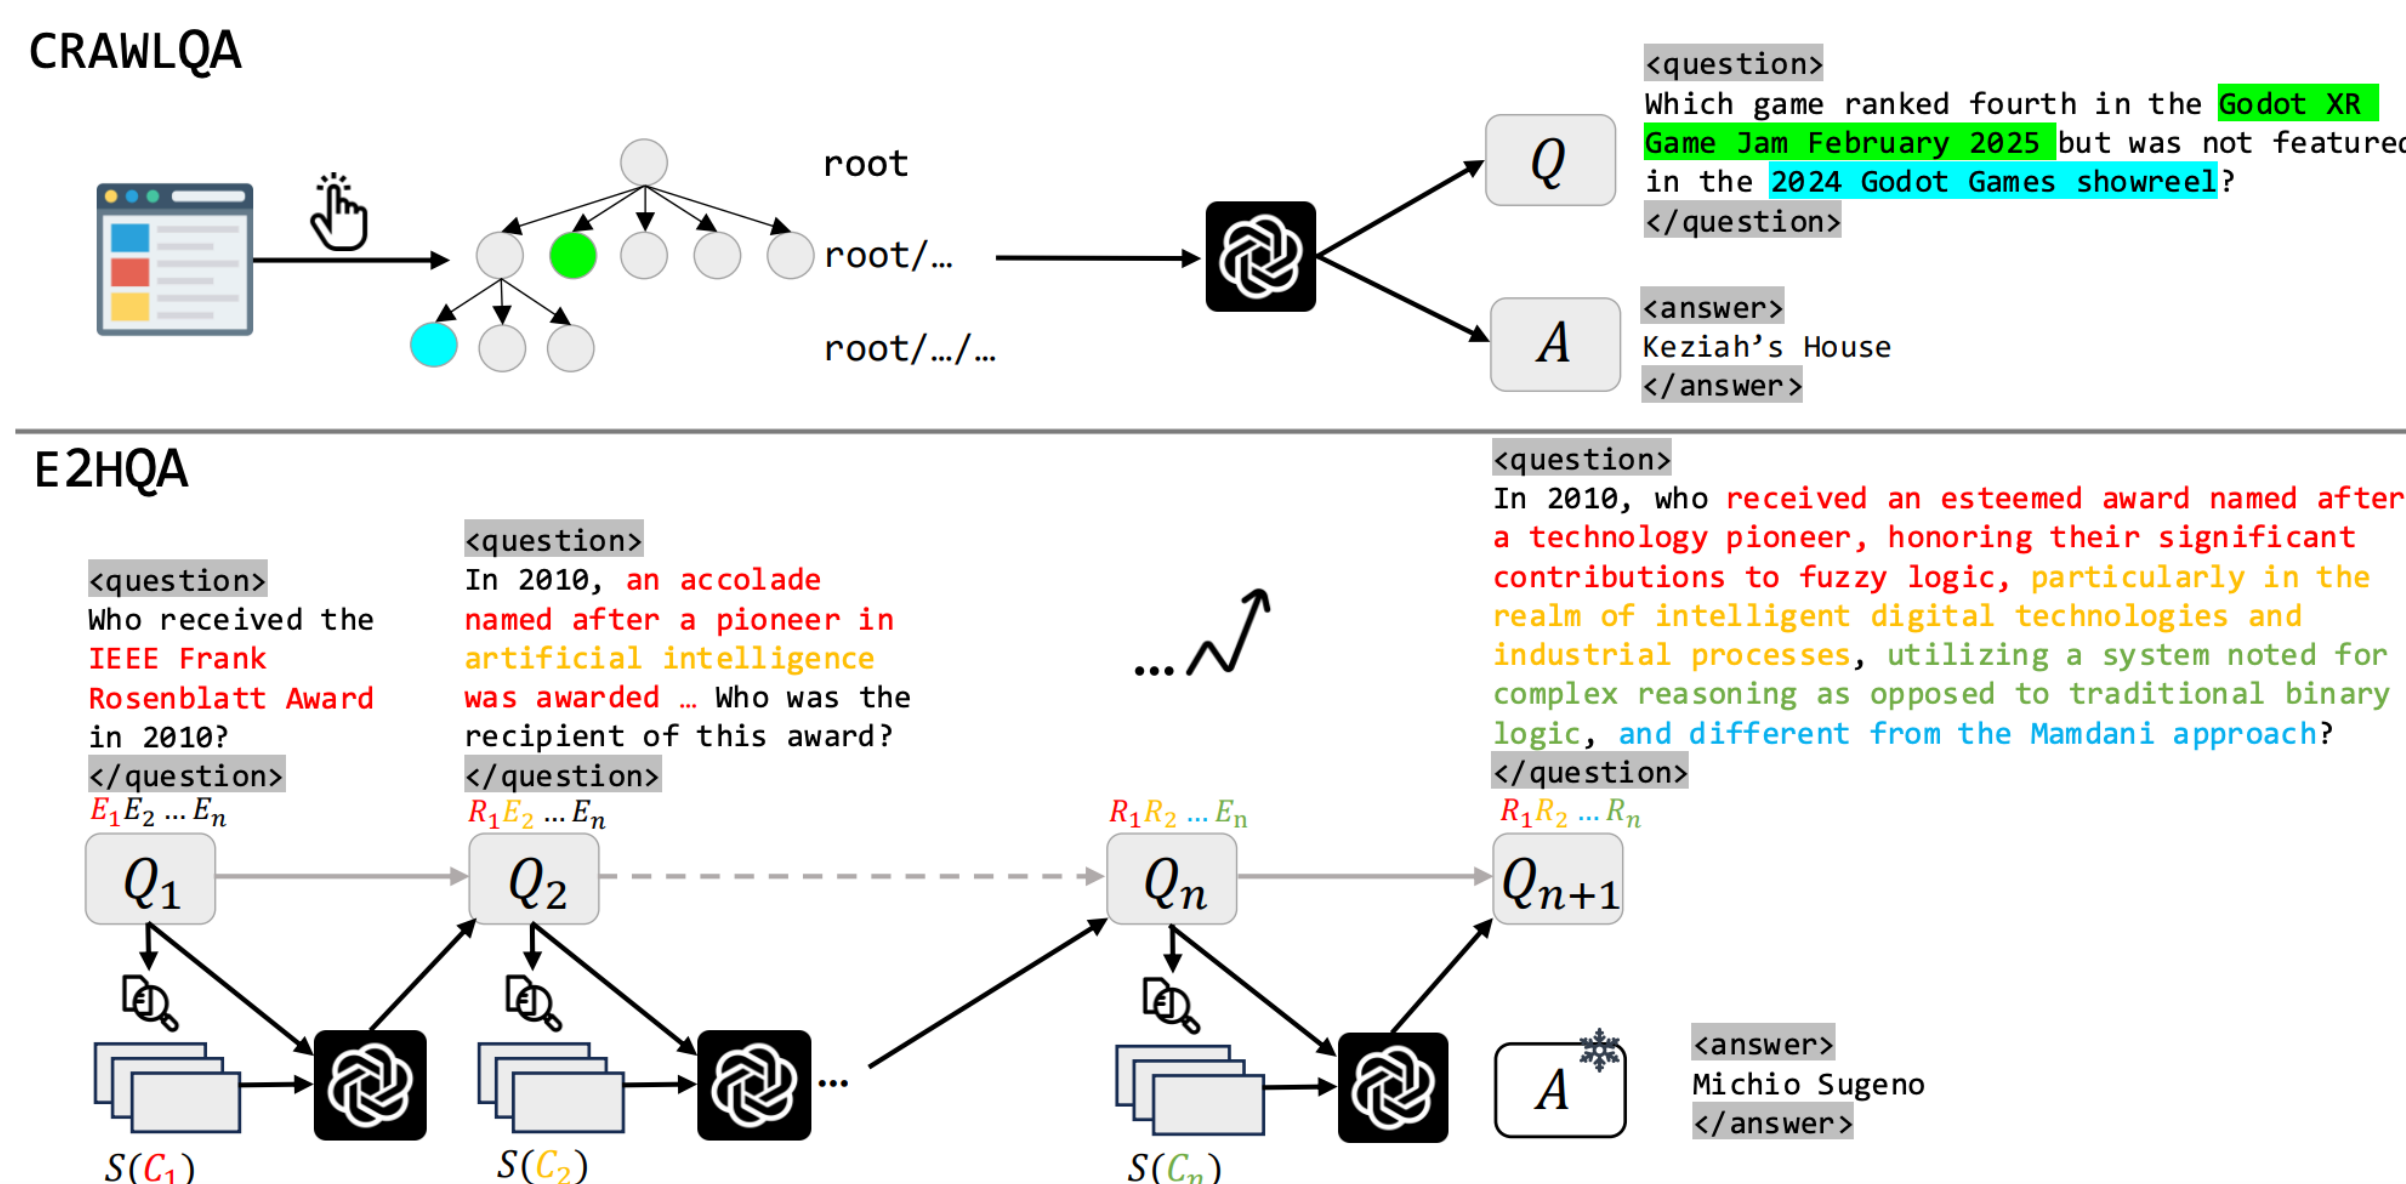 CRAWLQA
root
root/…
root/…/…
Q
A
<question>
Which game ranked fourth in the Godot XR
Game Jam February 2025 but was not featured
in the 2024 Godot Games showreel?
</question>
<answer>
Keziah’s House
</answer>
E2HQA
<question>
Who received the
IEEE Frank
Rosenblatt Award
in 2010?
</question>
E₁E₂ … Eₙ
Q₁
S(C₁)
<question>
In 2010, an accolade
named after a pioneer in
artificial intelligence
was awarded … Who was the
recipient of this award?
</question>
R₁E₂ … Eₙ
Q₂
S(C₂)
…
...
R₁R₂ … Eₙ
Qₙ
S(Cₙ)
<question>
In 2010, who received an esteemed award named after
a technology pioneer, honoring their significant
contributions to fuzzy logic, particularly in the
realm of intelligent digital technologies and
industrial processes, utilizing a system noted for
complex reasoning as opposed to traditional binary
logic, and different from the Mamdani approach?
</question>
R₁R₂ … Rₙ
Qₙ₊₁
A
<answer>
Michio Sugeno
</answer>